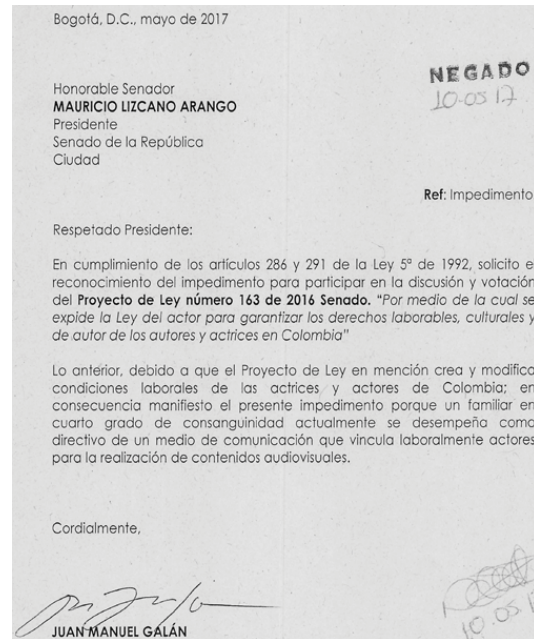 Bogotá, D.C., mayo de 2017
NEGADO
10-05 17
Honorable Senador
MAURICIO LIZCANO ARANGO
Presidente
Senado de la República
Ciudad
Ref: Impedimento
Respetado Presidente:
En cumplimiento de los artículos 286 y 291 de la Ley 5ª de 1992, solicito e
reconocimiento del impedimento para participar en la discusión y votación
del Proyecto de Ley número 163 de 2016 Senado. "Por medio de la cual se
expide la Ley del actor para garantizar los derechos laborables, culturales y
de autor de los autores y actrices en Colombia"
Lo anterior, debido a que el Proyecto de Ley en mención crea y modifica
condiciones laborales de las actrices y actores de Colombia; en
consecuencia manifiesto el presente impedimento porque un familiar en
cuarto grado de consanguinidad actualmente se desempeña como
directivo de un medio de comunicación que vincula laboralmente actores
para la realización de contenidos audiovisuales.
Cordialmente,
JUAN MANUEL GALÁN
10.05.1